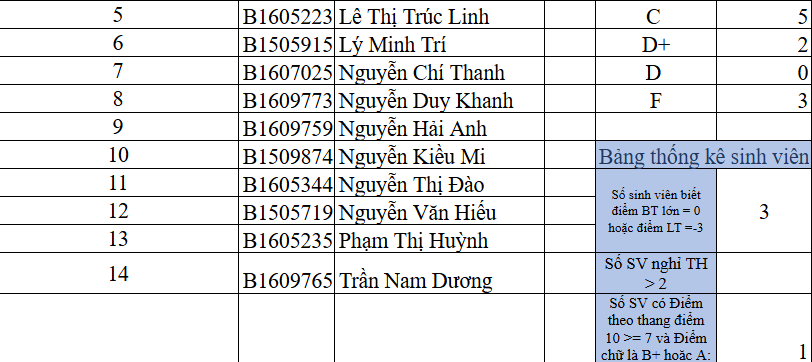 5 B1605223 Lê Thị Trúc Linh C 5
6 B1505915 Lý Minh Trí D+ 2
7 B1607025 Nguyễn Chí Thanh D 0
8 B1609773 Nguyễn Duy Khanh F 3
9 B1609759 Nguyễn Hải Anh
10 B1509874 Nguyễn Kiều Mi Bảng thống kê sinh viên
11 B1605344 Nguyễn Thị Đào
12 B1505719 Nguyễn Văn Hiếu
13 B1605235 Phạm Thị Huỳnh
Số sinh viên biết
điểm BT lớn = 0
hoặc điểm LT =-3
3
14 B1609765 Trần Nam Dương
Số SV nghỉ TH
> 2
Số SV có Điểm
theo thang điểm
10 >= 7 và Điểm
chữ là B+ hoặc A:
1